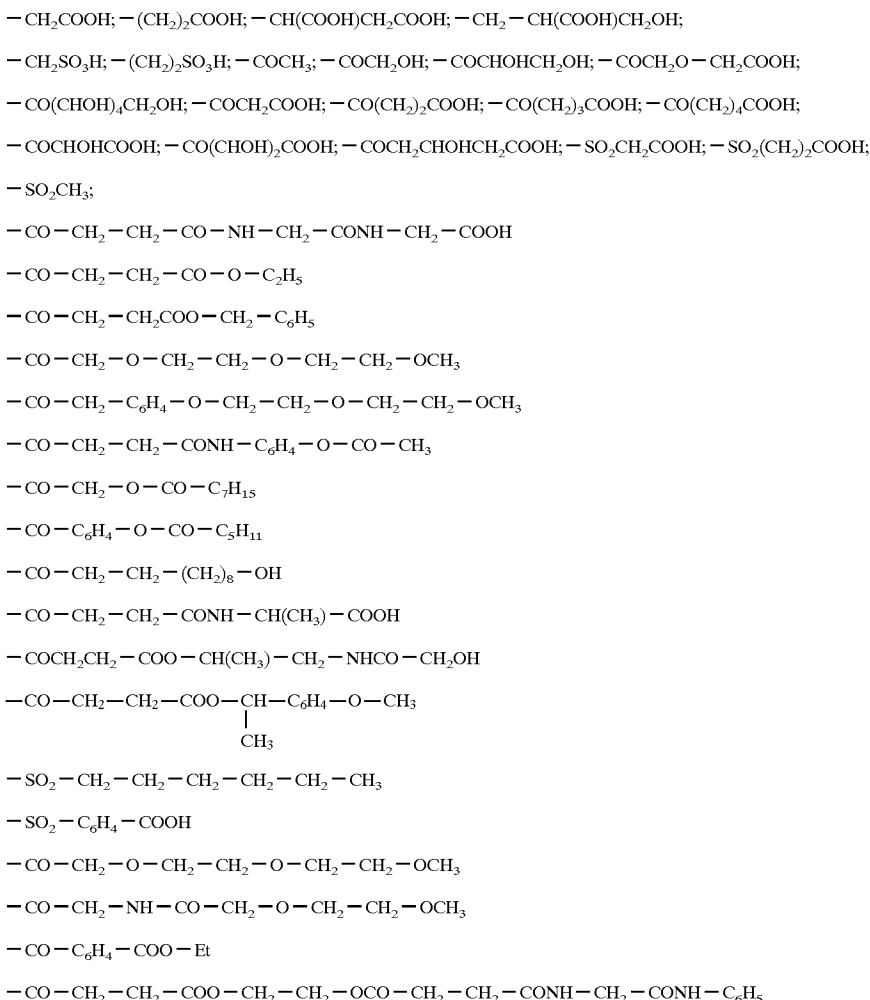 —CH₂COOH; —(CH₂)₂COOH; —CH(COOH)CH₂COOH; —CH₂—CH(COOH)CH₂OH;
—CH₂SO₃H; —(CH₂)₂SO₃H; —COCH₃; —COCH₂OH; —COCHOHCH₂OH; —COCH₂O—CH₂COOH;
—CO(CHOH)₄CH₂OH; —COCH₂COOH; —CO(CH₂)₂COOH; —CO(CH₂)₃COOH; —CO(CH₂)₄COOH;
—COCHOHCOOH; —CO(CHOH)₂COOH; —COCH₂CHOHCH₂COOH; —SO₂CH₂COOH; —SO₂(CH₂)₂COOH;
—SO₂CH₃;
—CO—CH₂—CH₂—CO—NH—CH₂—CONH—CH₂—COOH
—CO—CH₂—CH₂—CO—O—C₂H₅
—CO—CH₂—CH₂COO—CH₂—C₆H₅
—CO—CH₂—O—CH₂—CH₂—O—CH₂—CH₂—OCH₃
—CO—CH₂—C₆H₄—O—CH₂—CH₂—O—CH₂—CH₂—OCH₃
—CO—CH₂—CH₂—CONH—C₆H₄—O—CO—CH₃
—CO—CH₂—O—CO—C₇H₁₅
—CO—C₆H₄—O—CO—C₅H₁₁
—CO—CH₂—CH₂—(CH₂)₈—OH
—CO—CH₂—CH₂—CONH—CH(CH₃)—COOH
—COCH₂CH₂—COO—CH(CH₃)—CH₂—NHCO—CH₂OH
—CO—CH₂—CH₂—COO—CH—C₆H₄—O—CH₃
CH₃
—SO₂—CH₂—CH₂—CH₂—CH₂—CH₂—CH₃
—SO₂—C₆H₄—COOH
—CO—CH₂—O—CH₂—CH₂—O—CH₂—CH₂—OCH₃
—CO—CH₂—NH—CO—CH₂—O—CH₂—CH₂—OCH₃
—CO—C₆H₄—COO—Et
—CO—CH₂—CH₂—COO—CH₂—CH₂—OCO—CH₂—CH₂—CONH—CH₂—CONH—C₆H₅